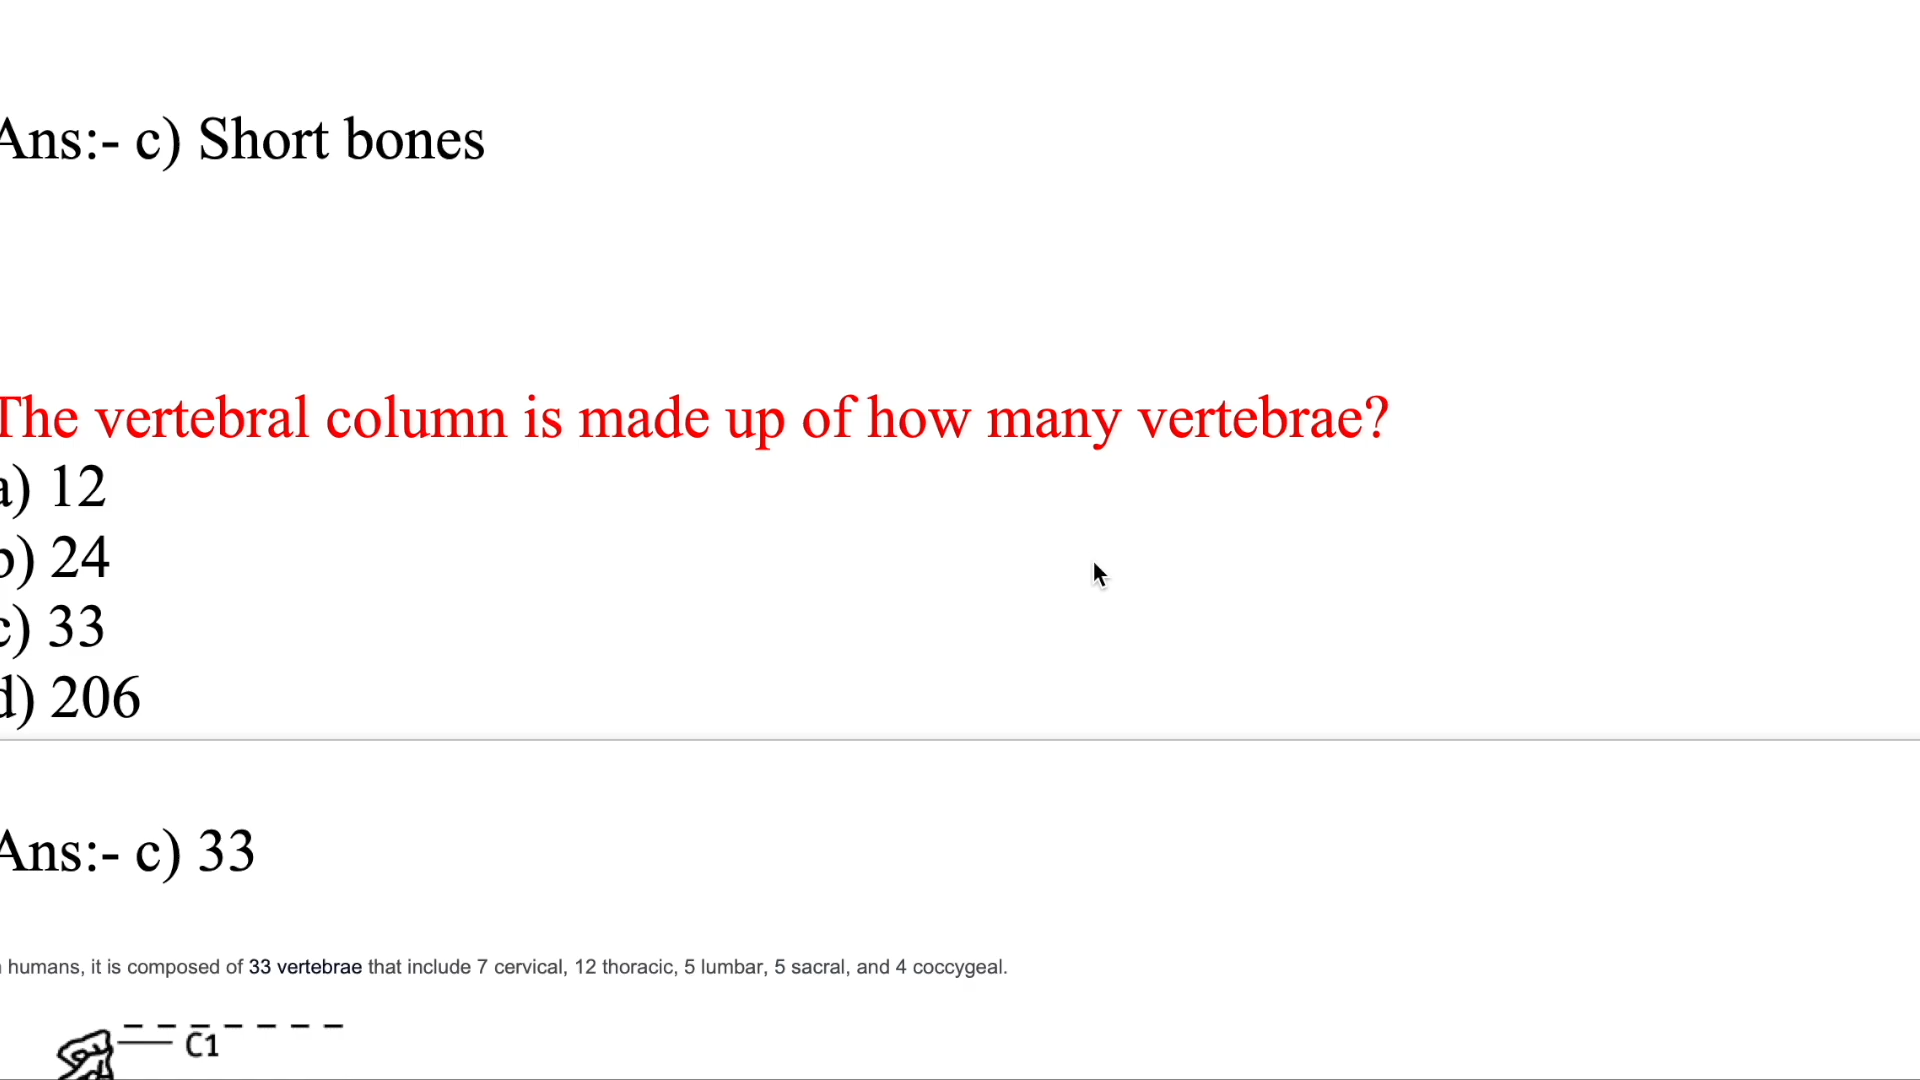 Ans:- c) Short bones
The vertebral column is made up of how many vertebrae?
a) 12
b) 24
c) 33
d) 206
Ans:- c) 33
humans, it is composed of 33 vertebrae that include 7 cervical, 12 thoracic, 5 lumbar, 5 sacral, and 4 coccygeal.
C1